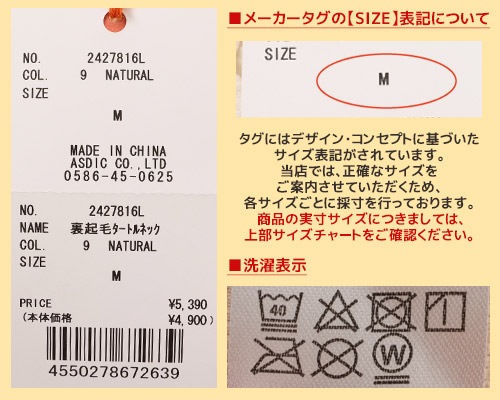 NO. 2427816L
COL. 9 NATURAL
SIZE
M
MADE IN CHINA
ASDIC CO.,LTD
0586-45-0625
NO. 2427816L
NAME 裏起毛タートルネック
COL. 9 NATURAL
SIZE
M
PRICE ¥5,390
(本体価格 ¥4,900)
4550278672639
■メーカータグの【SIZE】表記について
SIZE
M
タグにはデザイン・コンセプトに基づいた
サイズ表記がされています。
当店では、正確なサイズを
ご案内させていただくため、
各サイズごとに採寸を行っております。
商品の実寸サイズにつきましては、
上部サイズチャートをご確認ください。
■洗濯表示
40
1
W